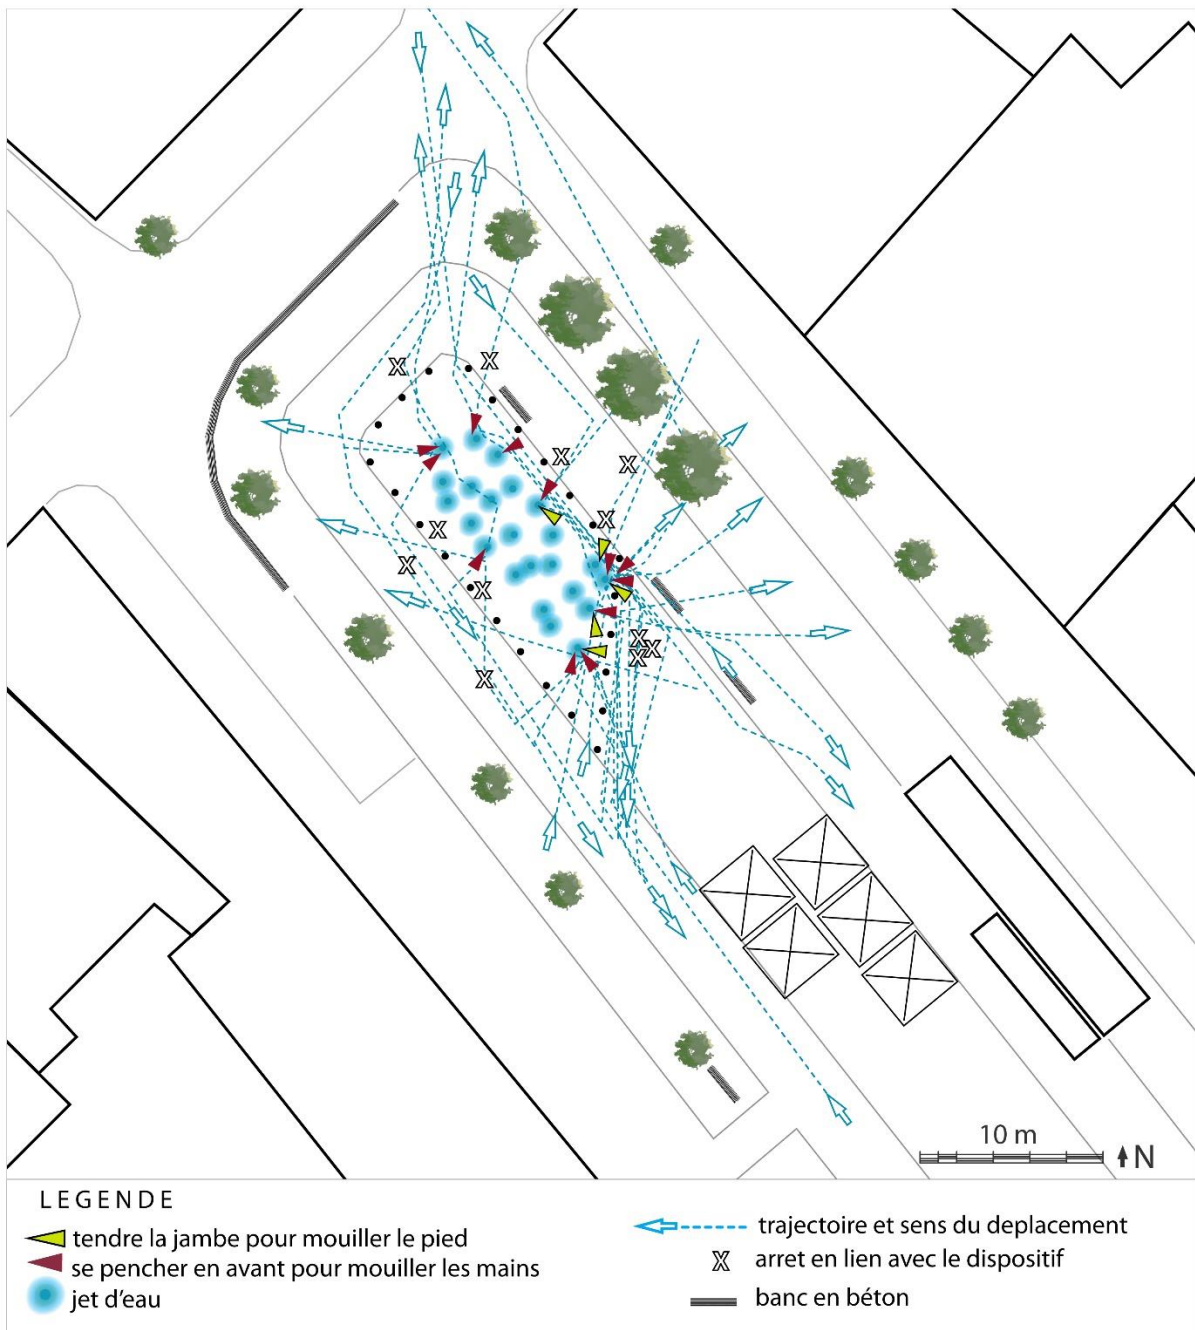 10 m
N
LEGENDE
tendre la jambe pour mouiller le pied
se pencher en avant pour mouiller les mains
jet d'eau
trajectoire et sens du deplacement
X arret en lien avec le dispositif
banc en béton